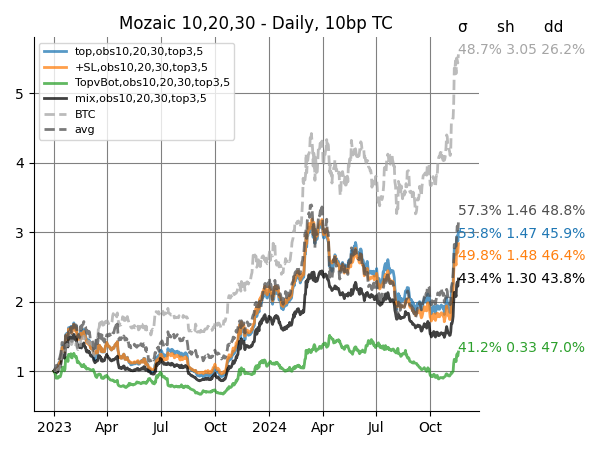 Mozaic 10,20,30 - Daily, 10bp TC
σ sh dd
top,obs10,20,30,top3,5
+SL,obs10,20,30,top3,5
TopvBot,obs10,20,30,top3,5
mix,obs10,20,30,top3,5
BTC
avg
48.7% 3.05 26.2%
57.3% 1.46 48.8%
53.8% 1.47 45.9%
49.8% 1.48 46.4%
43.4% 1.30 43.8%
41.2% 0.33 47.0%
5
4
3
2
1
2023 Apr Jul Oct 2024 Apr Jul Oct